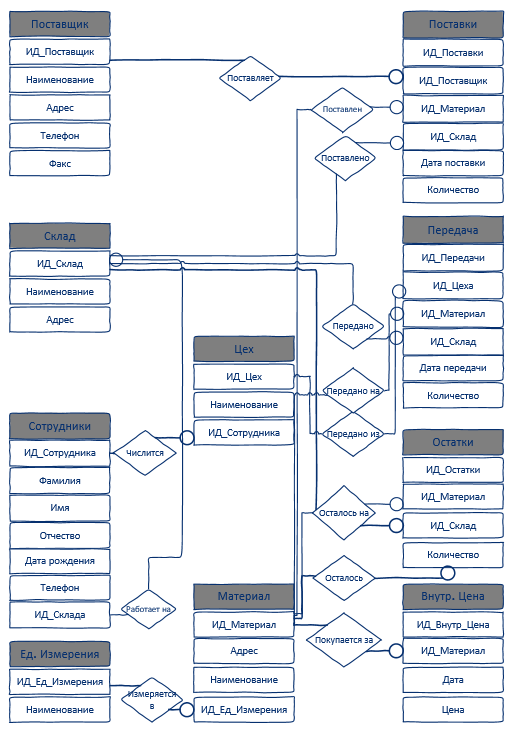 Поставщик
ИД_Поставщик
Наименование
Адрес
Телефон
Факс
Поставляет
Поставлен
Поставлено
Поставки
ИД_Поставки
ИД_Поставщик
ИД_Материал
ИД_Склад
Дата поставки
Количество
Склад
ИД_Склад
Наименование
Адрес
Передача
ИД_Передачи
ИД_Цеха
ИД_Материал
ИД_Склад
Дата передачи
Количество
Передано
Передано на
Передано из
Цех
ИД_Цех
Наименование
ИД_Сотрудника
Сотрудники
ИД_Сотрудника
Фамилия
Имя
Отчество
Дата рождения
Телефон
ИД_Склада
Числится
Работает на
Остатки
ИД_Остатки
ИД_Материал
ИД_Склад
Количество
Осталось на
Осталось
Покупается за
Материал
ИД_Материал
Адрес
Наименование
ИД_Ед_Измерения
Внутр. Цена
ИД_Внутр_Цена
ИД_Материал
Дата
Цена
Ед. Измерения
ИД_Ед_Измерения
Наименование
Измеряется
в